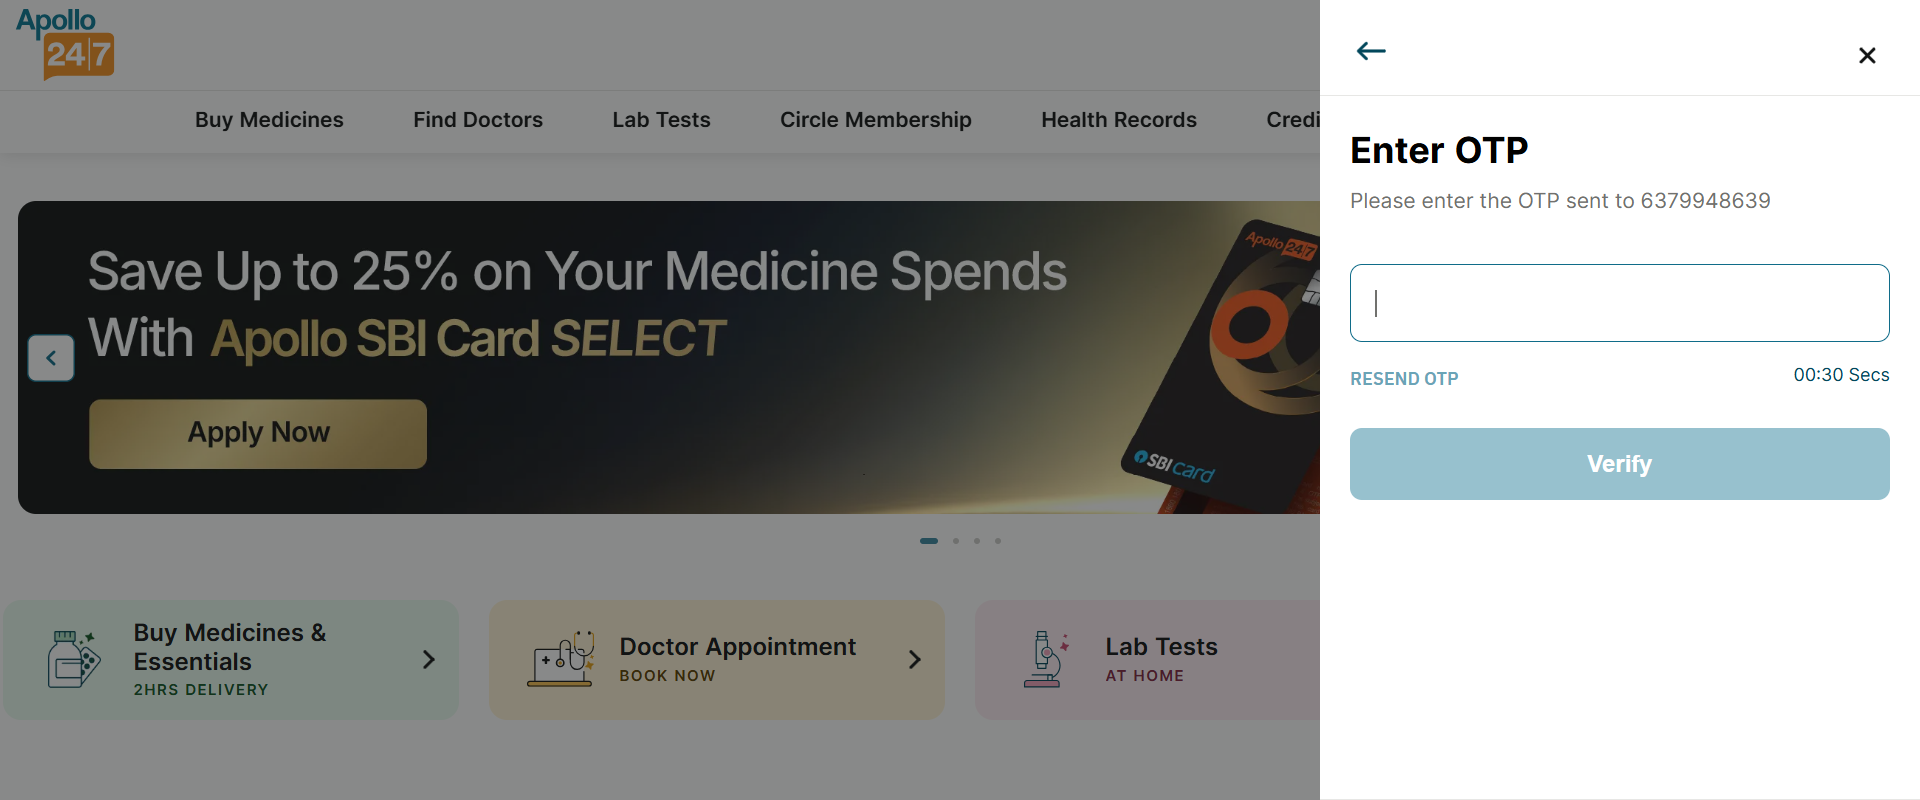 Apollo
24|7
Buy Medicines
Find Doctors
Lab Tests
Circle Membership
Health Records
Credi
Save Up to 25% on Your Medicine Spends
With Apollo SBI Card SELECT
Apply Now
Apollo 24|7
SBI card
Buy Medicines &
Essentials
2HRS DELIVERY
Doctor Appointment
BOOK NOW
Lab Tests
AT HOME
Enter OTP
Please enter the OTP sent to 6379948639
RESEND OTP
00:30 Secs
Verify